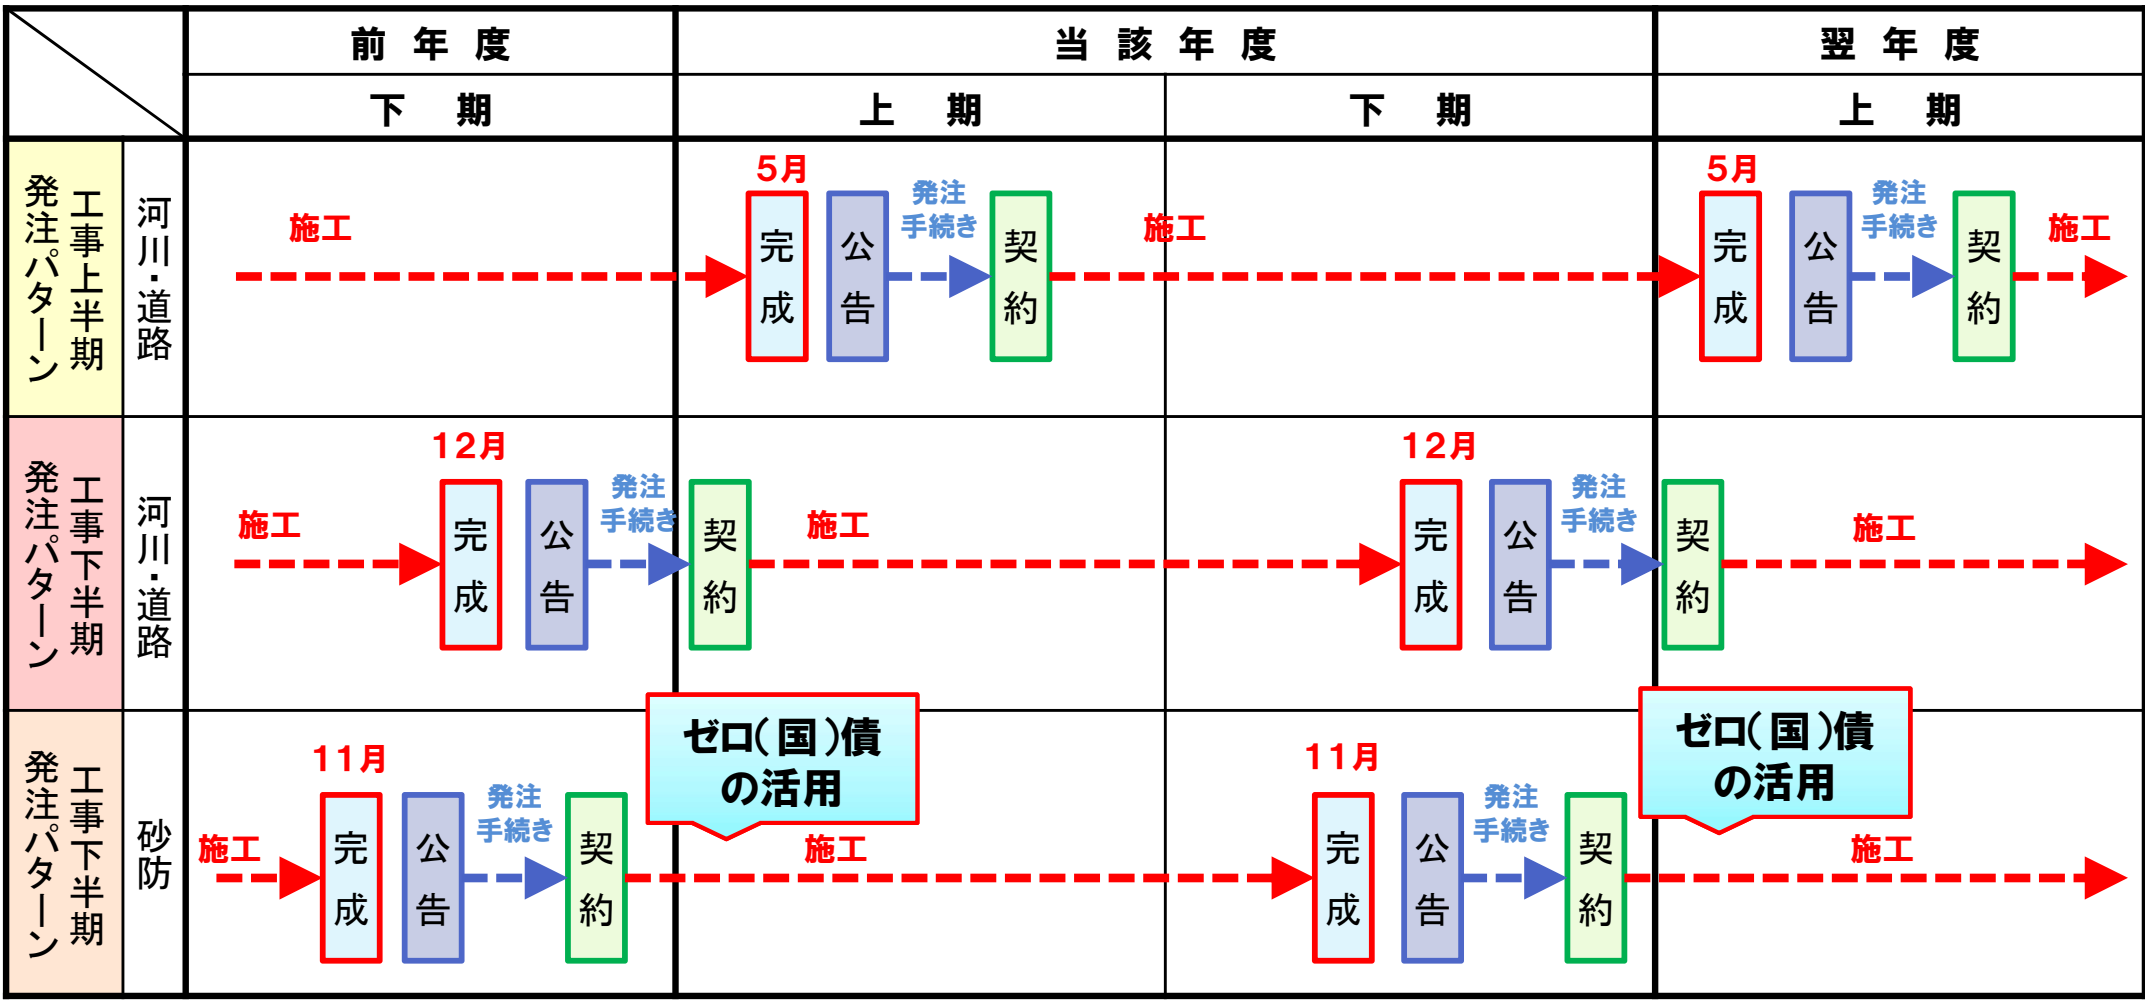 前年度
当該年度
翌年度
下期
上期
下期
上期
工事上半期
発注パターン
河川・道路
施工
5月
完成
公告
発注
手続き
契約
施工
5月
完成
公告
発注
手続き
契約
施工
工事下半期
発注パターン
河川・道路
施工
12月
完成
公告
発注
手続き
契約
施工
12月
完成
公告
発注
手続き
契約
施工
工事下半期
発注パターン
砂防
施工
11月
完成
公告
発注
手続き
契約
ゼロ(国)債
の活用
施工
11月
完成
公告
発注
手続き
契約
ゼロ(国)債
の活用
施工